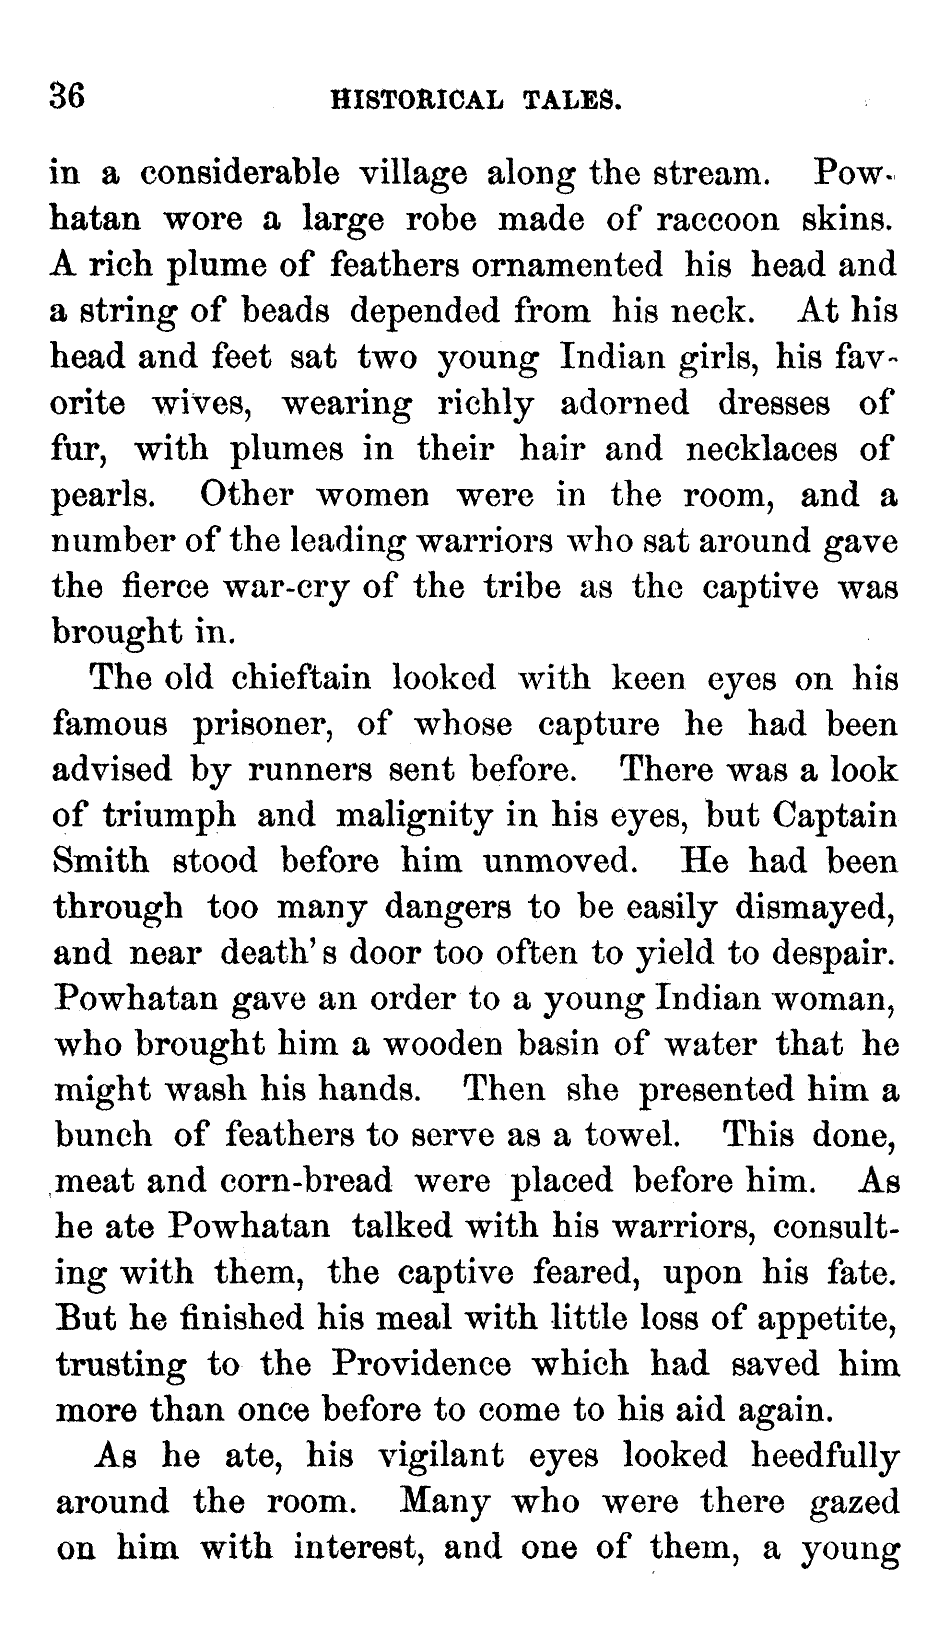 36 HISTORICAL TALES.
in a considerable village along the stream. Pow-
hatan wore a large robe made of raccoon skins.
A rich plume of feathers ornamented his head and
a string of beads depended from his neck. At his
head and feet sat two young Indian girls, his fav-
orite wives, wearing richly adorned dresses of
fur, with plumes in their hair and necklaces of
pearls. Other women were in the room, and a
number of the leading warriors who sat around gave
the fierce war-cry of the tribe as the captive was
brought in.
The old chieftain looked with keen eyes on his
famous prisoner, of whose capture he had been
advised by runners sent before. There was a look
of triumph and malignity in his eyes, but Captain
Smith stood before him unmoved. He had been
through too many dangers to be easily dismayed,
and near death's door too often to yield to despair.
Powhatan gave an order to a young Indian woman,
who brought him a wooden basin of water that he
might wash his hands. Then she presented him a
bunch of feathers to serve as a towel. This done,
meat and corn-bread were placed before him. As
he ate Powhatan talked with his warriors, consult-
ing with them, the captive feared, upon his fate.
But he finished his meal with little loss of appetite,
trusting to the Providence which had saved him
more than once before to come to his aid again.
As he ate, his vigilant eyes looked heedfully
around the room. Many who were there gazed
on him with interest, and one of them, a young